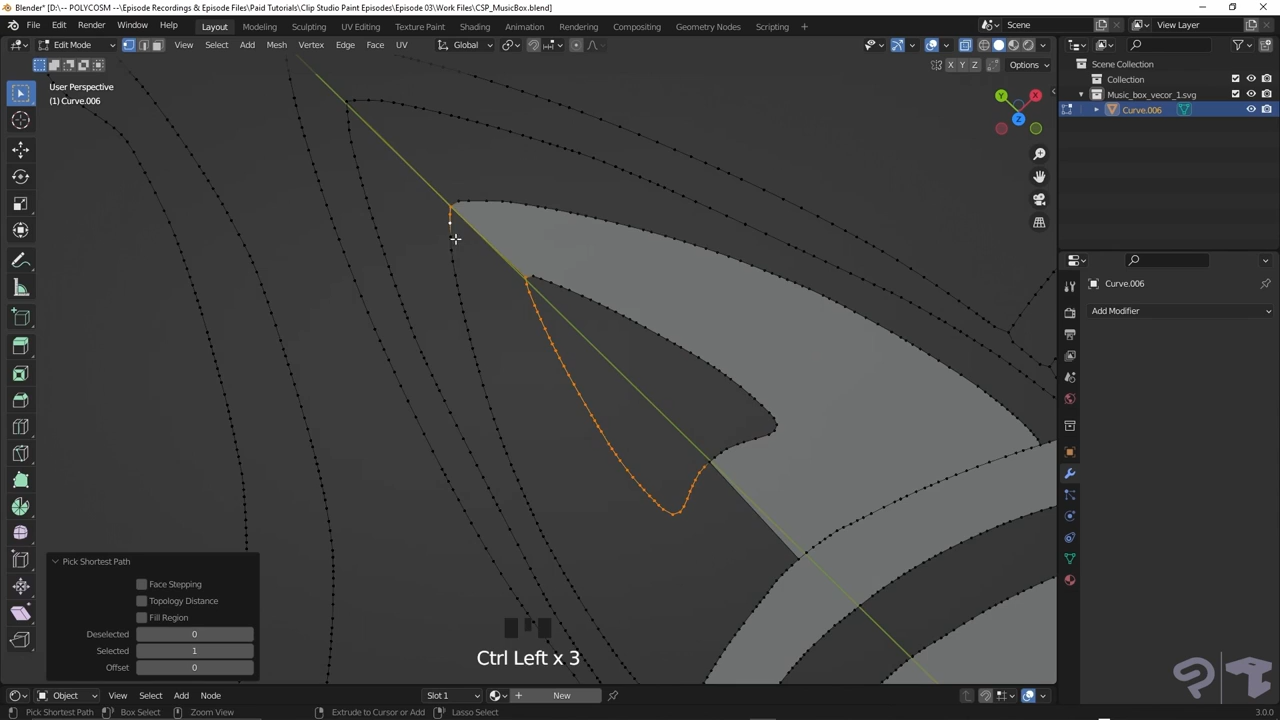 Blender* [D:\-- POLYCOSM --\Episode Recordings & Episode Files\Paid Tutorials\Clip Studio Paint Episodes\Episode 03\Work Files\CSP_MusicBox.blend]
File Edit Render Window Help Layout Modeling Sculpting UV Editing Texture Paint Shading Animation Rendering Compositing Geometry Nodes Scripting + Scene View Layer
Edit Mode View Select Add Mesh Vertex Edge Face UV Global
X Y Z Options
User Perspective
(1) Curve.006
Scene Collection
Collection
Music_box_vecor_1.svg
Curve.006
Y X Z
Curve.006
Add Modifier
Pick Shortest Path
Face Stepping
Topology Distance
Fill Region
Deselected 0
Selected 1
Offset 0
Ctrl Left x 3
Object View Select Add Node Slot 1 + New
Pick Shortest Path Box Select Zoom View Extrude to Cursor or Add Lasso Select 3.0.0